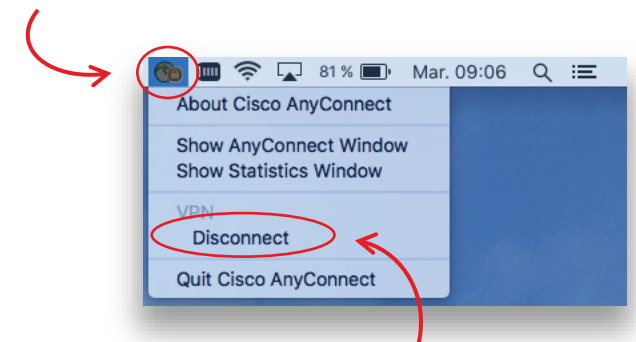 81 % Mar. 09:06
About Cisco AnyConnect
Show AnyConnect Window
Show Statistics Window
VPN
Disconnect
Quit Cisco AnyConnect